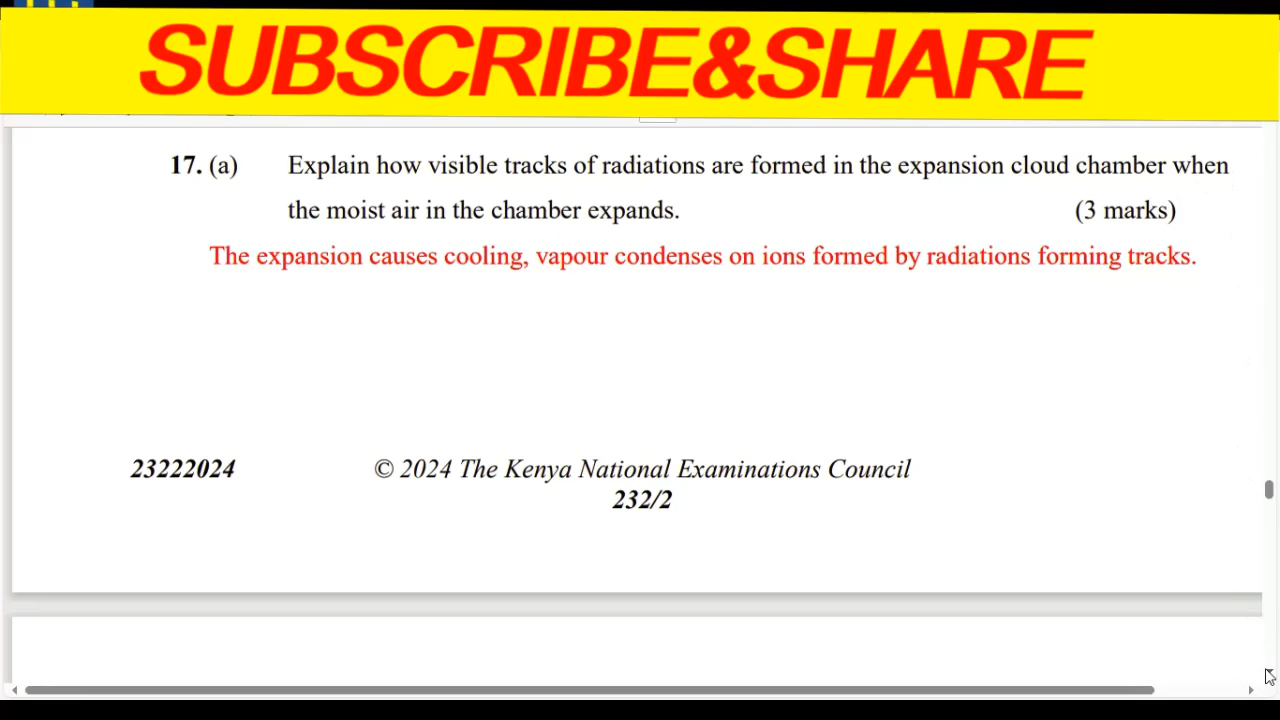 SUBSCRIBE&SHARE
17. (a) Explain how visible tracks of radiations are formed in the expansion cloud chamber when
the moist air in the chamber expands. (3 marks)
The expansion causes cooling, vapour condenses on ions formed by radiations forming tracks.
23222024 © 2024 The Kenya National Examinations Council
232/2